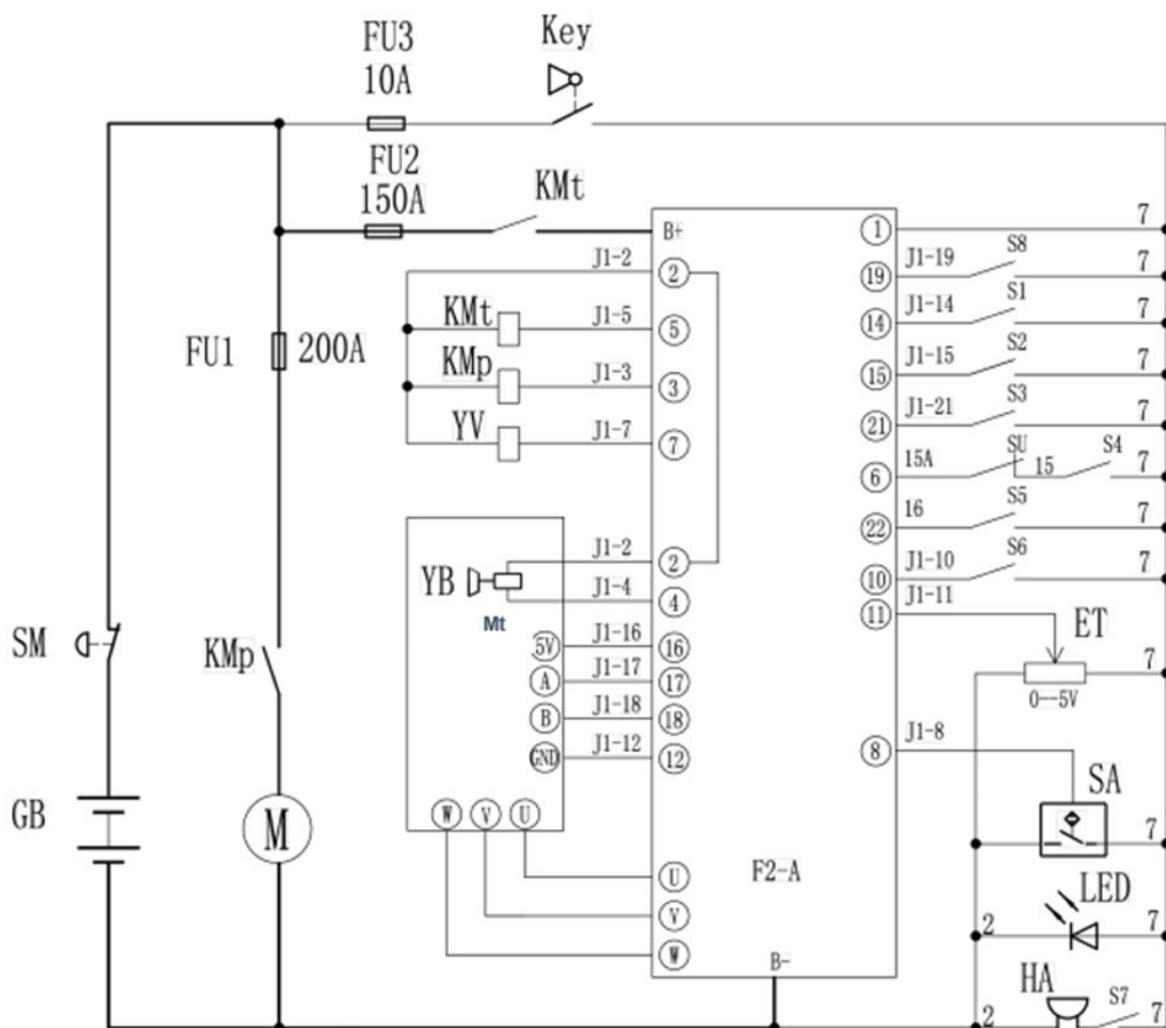 FU3
10A
Key
FU2
150A
KMt
B+
1
7
J1-2
2
J1-19
S8
19
7
KMt
J1-5
5
J1-14
S1
14
7
FU1
200A
KMp
J1-3
3
J1-15
S2
15
7
YV
J1-7
7
J1-21
S3
21
7
15A
SU
15
S4
6
7
16
S5
22
7
J1-2
2
J1-10
S6
10
7
YB
J1-4
4
J1-11
11
Mt
ET
0--5V
7
SM
KMp
5V
J1-16
16
A
J1-17
17
B
J1-18
18
GND
J1-12
12
J1-8
8
SA
7
GB
M
W
V
U
F2-A
U
V
W
LED
2
7
B-
HA
S7
2
7